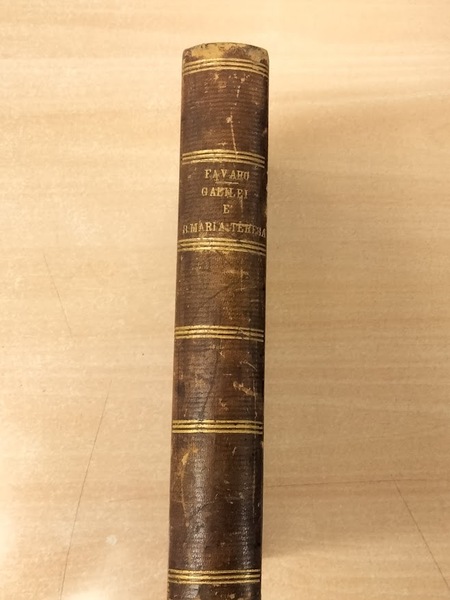 FAVARO
GALILEI
E
S. MARIA TERESA